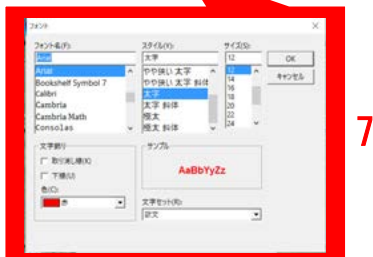 フォント
フォント名(F):
Arial
Arial
Bookshelf Symbol 7
Calibri
Cambria
Cambria Math
Consolas
スタイル(Y):
太字
やや狭い 太字
やや狭い 太字 斜体
太字
太字 斜体
極太
極太 斜体
サイズ(S):
12
12
14
16
18
20
22
24
OK
キャンセル
文字飾り
取り消し線(K)
下線(U)
色(C):
赤
サンプル
AaBbYyZz
文字セット(R):
欧文
7